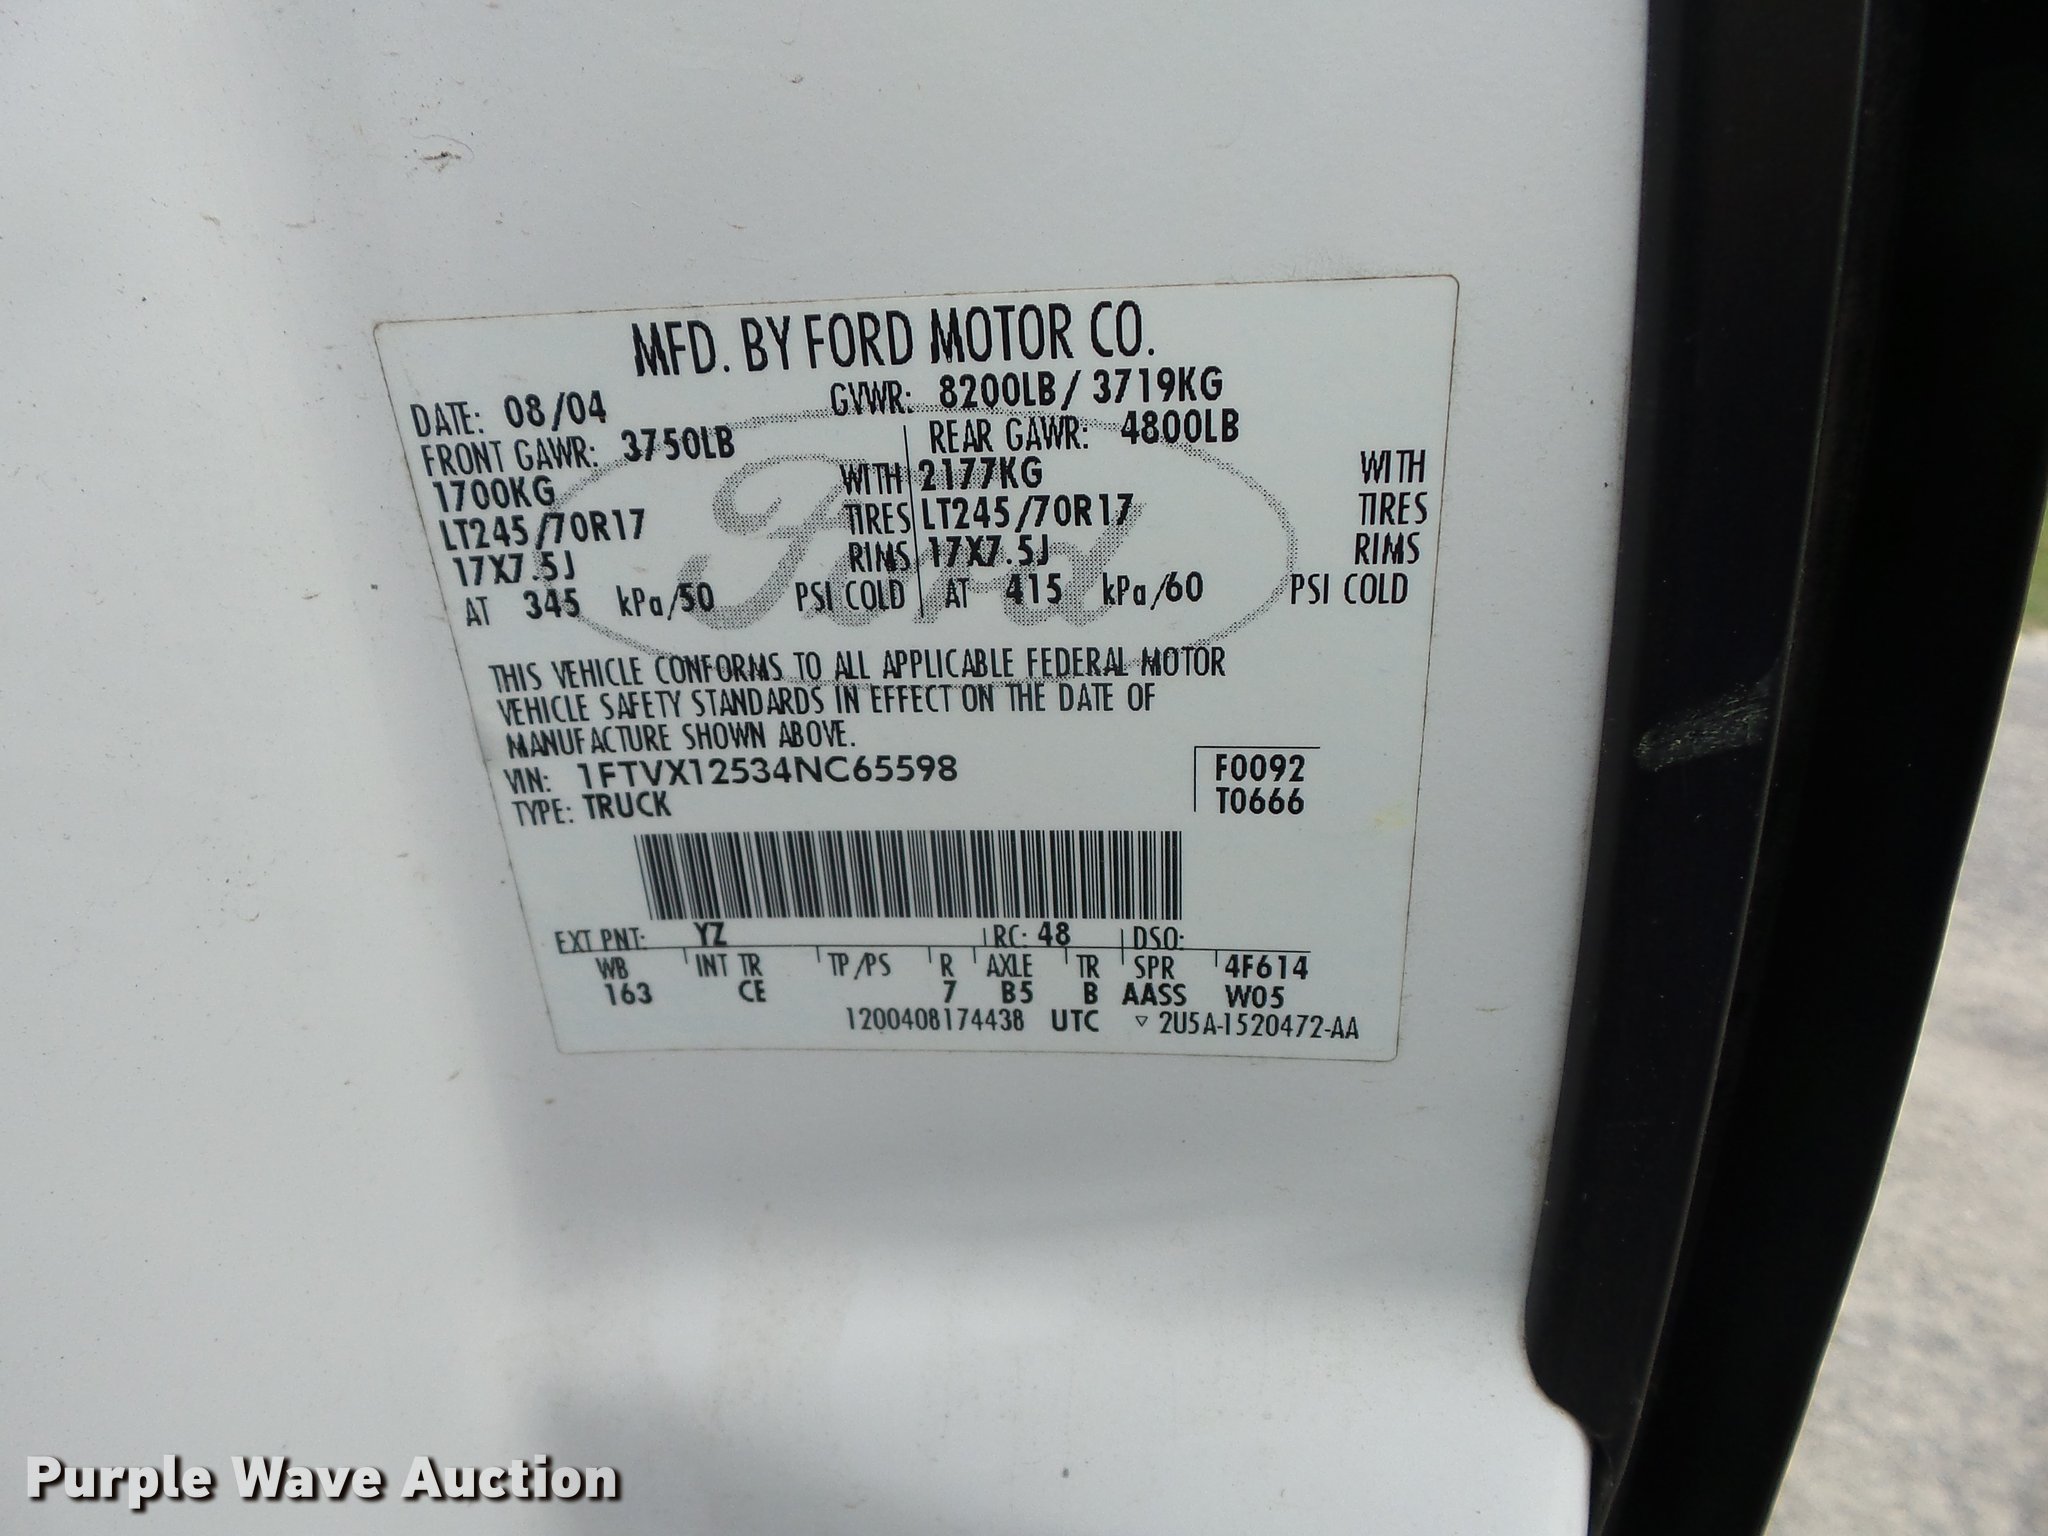 MFD. BY FORD MOTOR CO.
DATE: 08/04 GVWR: 8200LB / 3719KG
FRONT GAWR: 3750LB REAR GAWR: 4800LB
1700KG WITH 2177KG WITH
LT245/70R17 TIRES LT245/70R17 TIRES
17X7.5J RIMS 17X7.5J RIMS
AT 345 kPa/50 PSI COLD AT 415 kPa/60 PSI COLD
Ford
THIS VEHICLE CONFORMS TO ALL APPLICABLE FEDERAL MOTOR
VEHICLE SAFETY STANDARDS IN EFFECT ON THE DATE OF
MANUFACTURE SHOWN ABOVE.
VIN: 1FTVX12534NC65598 F0092
TYPE: TRUCK T0666
EXT PNT: YZ RC: 48 DSO:
WB INT TR TP/PS R AXLE TR SPR 4F614
163 CE 7 B5 B AASS W05
1200408174438 UTC ▽ 2U5A-1520472-AA
Purple Wave Auction